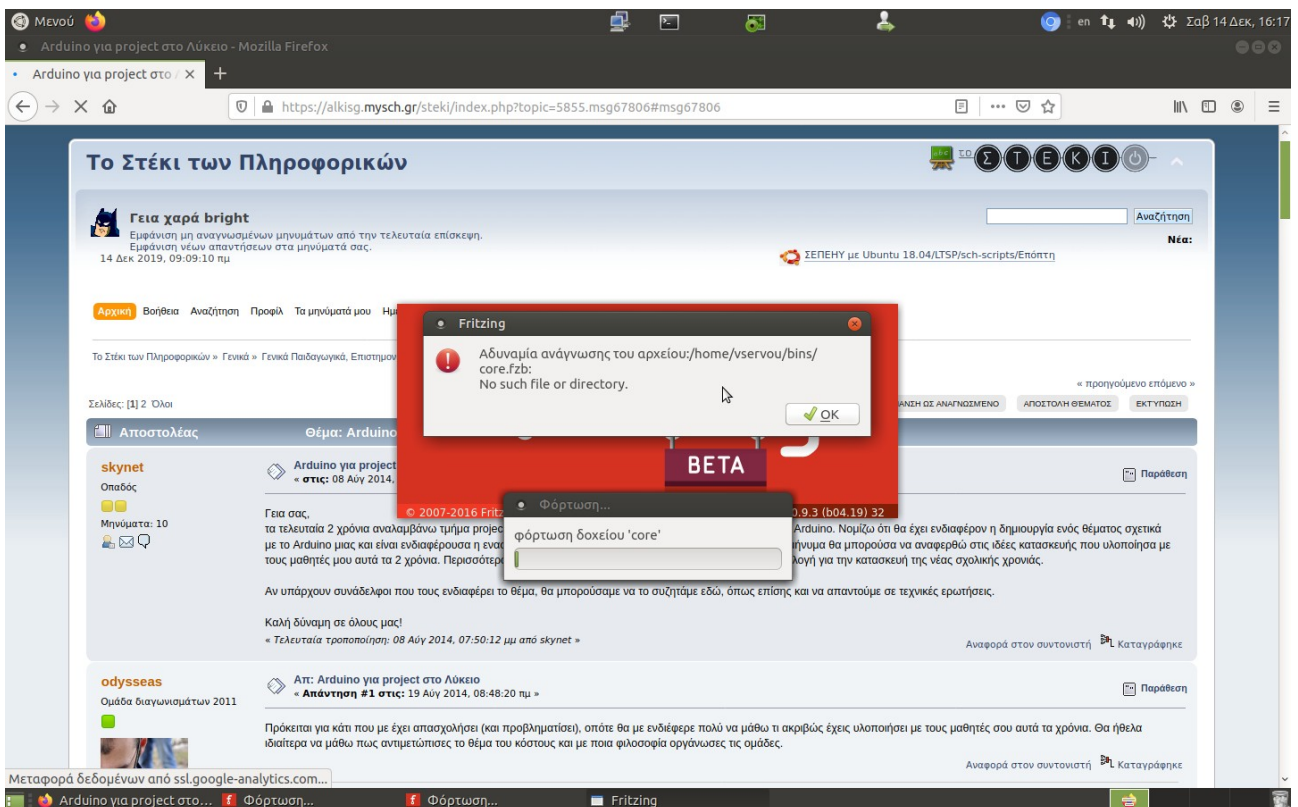 Μενού
en
Σαβ 14 Δεκ, 16:17
Arduino για project στο Λύκειο - Mozilla Firefox
Arduino για project στο Λ
https://alkisg.mysch.gr/steki/index.php?topic=5855.msg67806#msg67806
Το Στέκι των Πληροφορικών
ΤΟ Σ Τ Ε Κ Ι
Γεια χαρά bright
Εμφάνιση μη αναγνωσμένων μηνυμάτων από την τελευταία επίσκεψη.
Εμφάνιση νέων απαντήσεων στα μηνύματά σας.
14 Δεκ 2019, 09:09:10 πμ
Αναζήτηση
Νέα:
ΣΕΠΕΗΥ με Ubuntu 18.04/LTSP/sch-scripts/Επόπτη
Αρχική Βοήθεια Αναζήτηση Προφίλ Τα μηνύματά μου Ημ
Το Στέκι των Πληροφορικών » Γενικά » Γενικά Παιδαγωγικά, Επιστημον
« προηγούμενο επόμενο »
Σελίδες: [1] 2 Όλοι
ΑΝΣΗ ΩΣ ΑΝΑΓΝΩΣΜΕΝΟ ΑΠΟΣΤΟΛΗ ΘΕΜΑΤΟΣ ΕΚΤΥΠΩΣΗ
Fritzing
Αδυναμία ανάγνωσης του αρχείου:/home/vservou/bins/
core.fzb:
No such file or directory.
OK
BETA
© 2007-2016 Fritz
0.9.3 (b04.19) 32
Φόρτωση...
φόρτωση δοχείου 'core'
Αποστολέας Θέμα: Arduino
skynet
Οπαδός
Μηνύματα: 10
Arduino για project
« στις: 08 Αύγ 2014,
Παράθεση
Γεια σας,
τα τελευταία 2 χρόνια αναλαμβάνω τμήμα projec Arduino. Νομίζω ότι θα έχει ενδιαφέρον η δημιουργία ενός θέματος σχετικά
με το Arduino μιας και είναι ενδιαφέρουσα η ενασ ήνυμα θα μπορούσα να αναφερθώ στις ιδέες κατασκευής που υλοποίησα με
τους μαθητές μου αυτά τα 2 χρόνια. Περισσότερ λογή για την κατασκευή της νέας σχολικής χρονιάς.
Αν υπάρχουν συνάδελφοι που τους ενδιαφέρει το θέμα, θα μπορούσαμε να το συζητάμε εδώ, όπως επίσης και να απαντούμε σε τεχνικές ερωτήσεις.
Καλή δύναμη σε όλους μας!
« Τελευταία τροποποίηση: 08 Αύγ 2014, 07:50:12 μμ από skynet »
Αναφορά στον συντονιστή Καταγράφηκε
odysseas
Ομάδα διαγωνισμάτων 2011
Απ: Arduino για project στο Λύκειο
« Απάντηση #1 στις: 19 Αύγ 2014, 08:48:20 πμ »
Παράθεση
Πρόκειται για κάτι που με έχει απασχολήσει (και προβληματίσει), οπότε θα με ενδιέφερε πολύ να μάθω τι ακριβώς έχεις υλοποιήσει με τους μαθητές σου αυτά τα χρόνια. Θα ήθελα
ιδιαίτερα να μάθω πως αντιμετώπισες το θέμα του κόστους και με ποια φιλοσοφία οργάνωσες τις ομάδες.
Αναφορά στον συντονιστή Καταγράφηκε
Μεταφορά δεδομένων από ssl.google-analytics.com...
Arduino για project στο... Φόρτωση... Φόρτωση... Fritzing